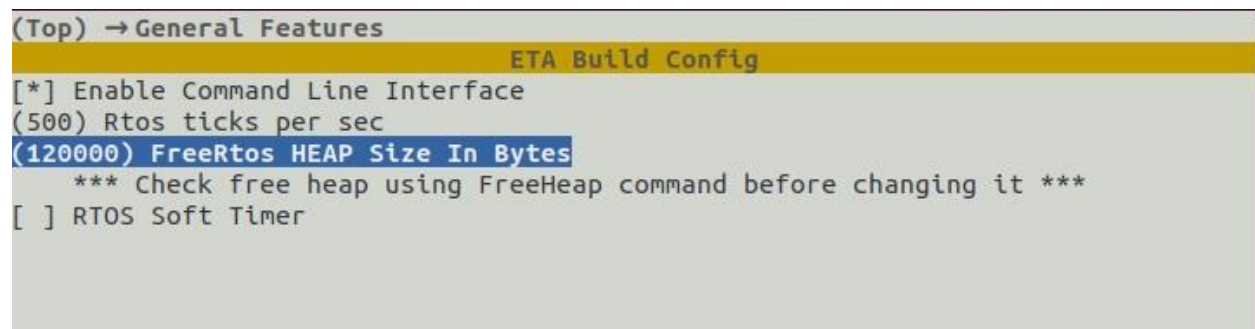 (Top) → General Features
ETA Build Config
[*] Enable Command Line Interface
(500) Rtos ticks per sec
(120000) FreeRtos HEAP Size In Bytes
*** Check free heap using FreeHeap command before changing it ***
[ ] RTOS Soft Timer